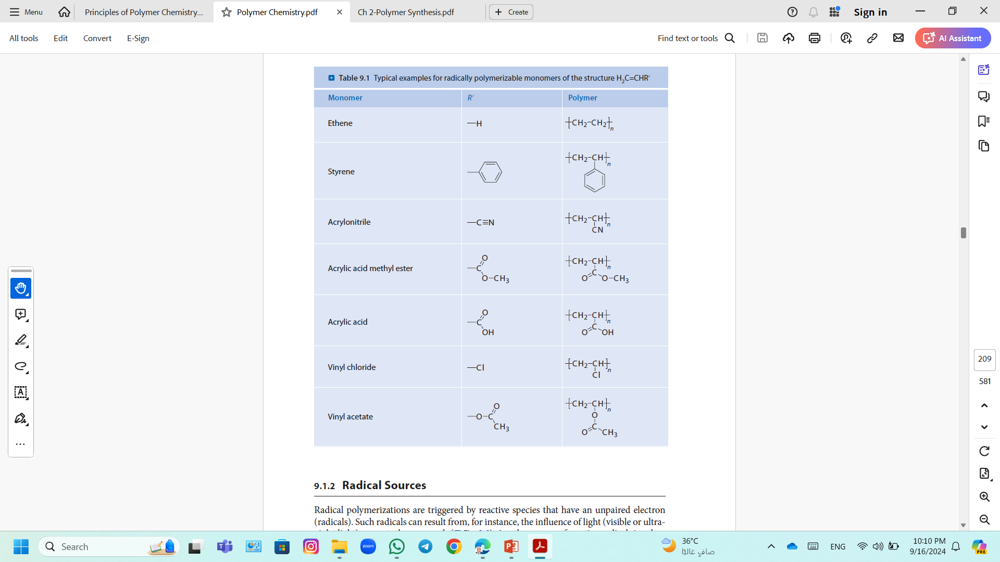 Menu
Principles of Polymer Chemistry....
Polymer Chemistry.pdf
Ch 2-Polymer Synthesis.pdf
Create
Sign in
All tools
Edit
Convert
E-Sign
Find text or tools
AI Assistant
Table 9.1 Typical examples for radically polymerizable monomers of the structure H₂C=CHR′
Monomer R′ Polymer
Ethene —H -[CH₂-CH₂]-n
Styrene -[CH₂-CH]-n
Acrylonitrile —C≡N -[CH₂-CH]-n
CN
Acrylic acid methyl ester
O
—C
O-CH₃
-[CH₂-CH]-n
C
O O-CH₃
Acrylic acid
O
—C
OH
-[CH₂-CH]-n
C
O OH
Vinyl chloride —Cl -[CH₂-CH]-n
Cl
Vinyl acetate
O
—O-C
CH₃
-[CH₂-CH]-n
O
C
O CH₃
9.1.2 Radical Sources
Radical polymerizations are triggered by reactive species that have an unpaired electron
(radicals). Such radicals can result from, for instance, the influence of light (visible or ultra-
209
581
Search
zoom
36°C
صافٍ غالبًا
ENG
10:10 PM
9/16/2024
PRE